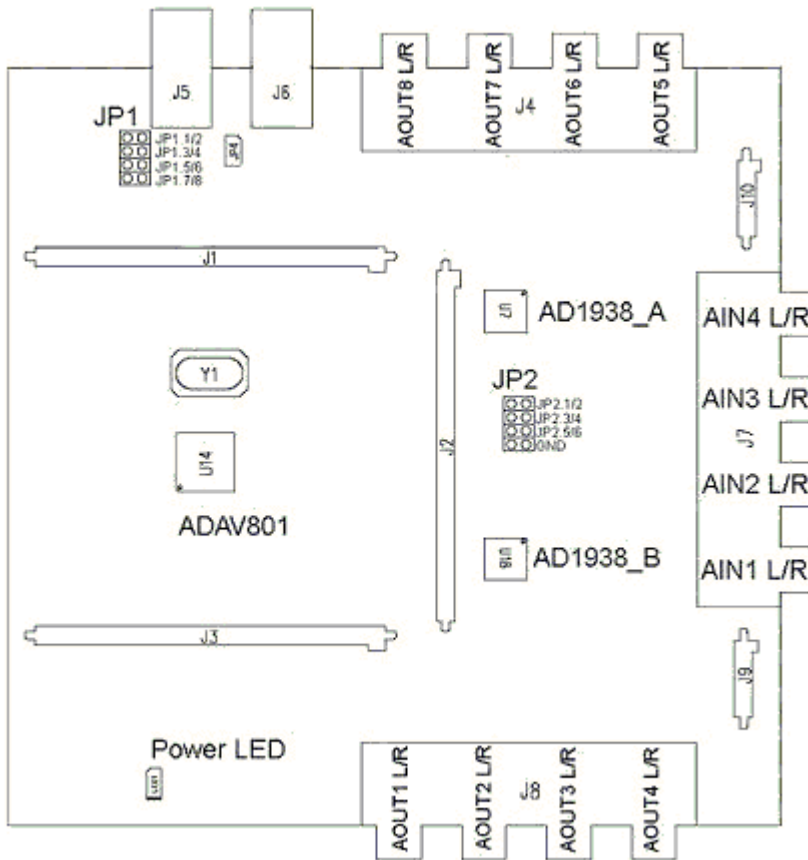 J5
J6
AOUT8 L/R
AOUT7 L/R
J4
AOUT6 L/R
AOUT5 L/R
JP1
JP1.1/2
JP1.3/4
JP1.5/6
JP1.7/8
JP4
J10
J1
U7
AD1938_A
AIN4 L/R
Y1
JP2
JP2.1/2
JP2.3/4
JP2.5/6
GND
AIN3 L/R
J7
J2
U14
AIN2 L/R
ADAV801
AD1938_B
AIN1 L/R
J3
J9
Power LED
AOUT1 L/R
AOUT2 L/R
J8
AOUT3 L/R
AOUT4 L/R